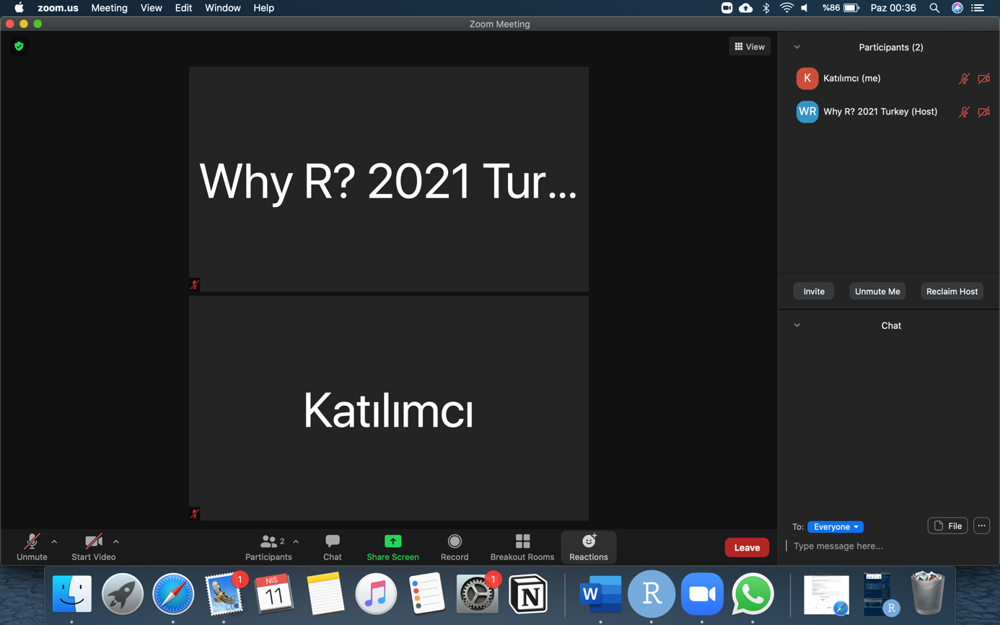 zoom.us Meeting View Edit Window Help %86 Paz 00:36
Zoom Meeting
View
Why R? 2021 Tur...
Katılımcı
Participants (2)
K Katılımcı (me)
WR Why R? 2021 Turkey (Host)
Invite Unmute Me Reclaim Host
Chat
To: Everyone File
Type message here...
Unmute Start Video Participants 2 Chat Share Screen Record Breakout Rooms Reactions Leave
1 NIS 11 1 N W R R